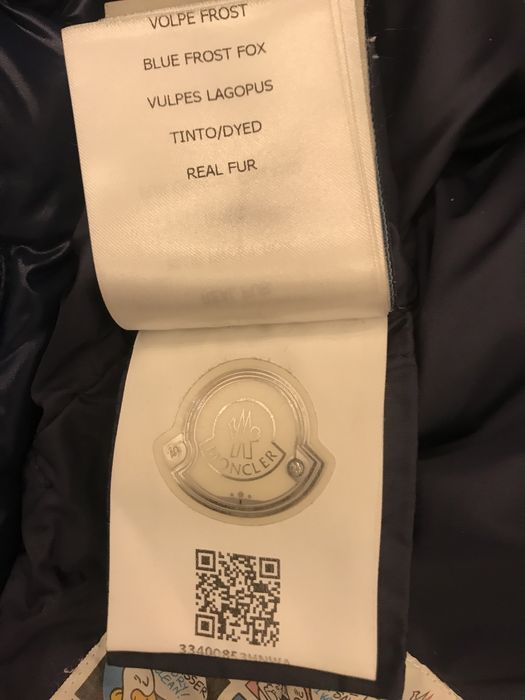 VOLPE FROST
BLUE FROST FOX
VULPES LAGOPUS
TINTO/DYED
REAL FUR
MONCLER